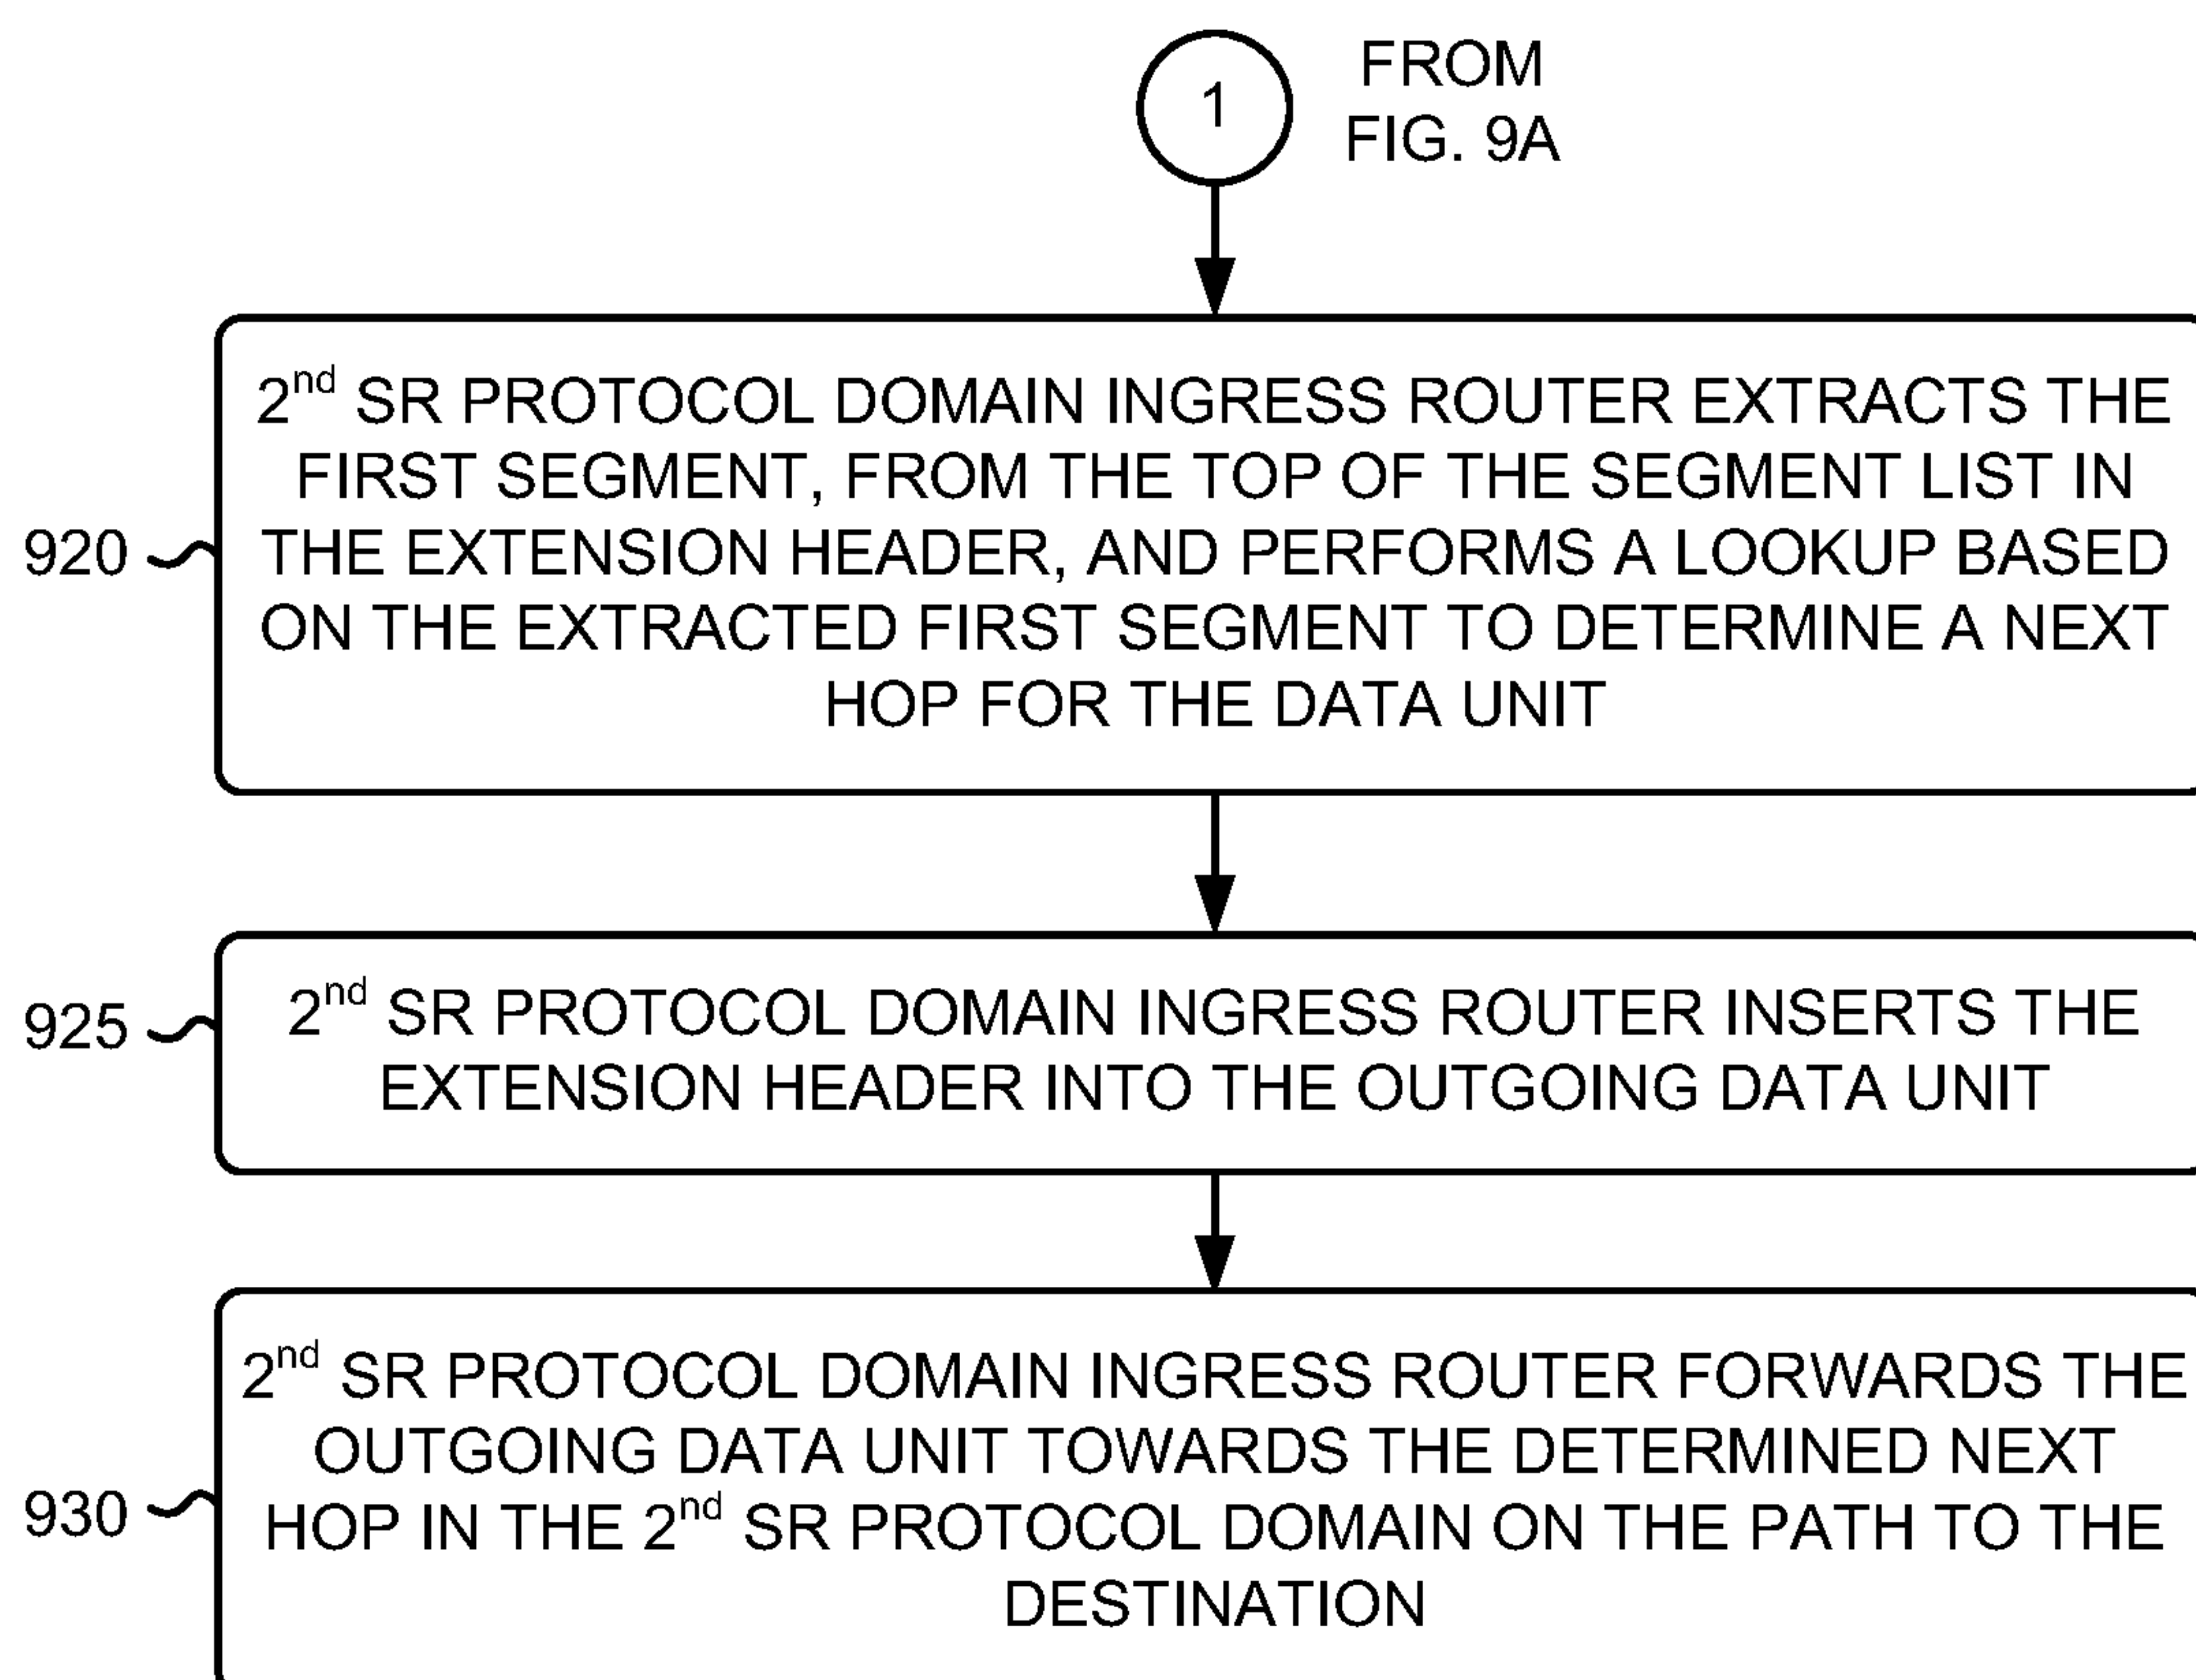 1
FROM
FIG. 9A
920
2nd SR PROTOCOL DOMAIN INGRESS ROUTER EXTRACTS THE
FIRST SEGMENT, FROM THE TOP OF THE SEGMENT LIST IN
THE EXTENSION HEADER, AND PERFORMS A LOOKUP BASED
ON THE EXTRACTED FIRST SEGMENT TO DETERMINE A NEXT
HOP FOR THE DATA UNIT
925
2nd SR PROTOCOL DOMAIN INGRESS ROUTER INSERTS THE
EXTENSION HEADER INTO THE OUTGOING DATA UNIT
930
2nd SR PROTOCOL DOMAIN INGRESS ROUTER FORWARDS THE
OUTGOING DATA UNIT TOWARDS THE DETERMINED NEXT
HOP IN THE 2nd SR PROTOCOL DOMAIN ON THE PATH TO THE
DESTINATION